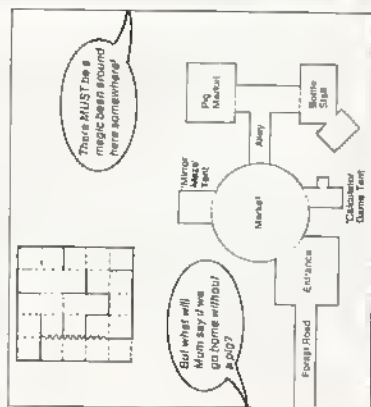 There MUST be a
magic bean around
here somewhere!
But what will
Mum say if we
go home without
a pig?
Pig
Market
Alley
Bottle
Stall
'Mirror
Maze'
Tent
Market
'Calculator'
Game Tent
Entrance
Forest Road